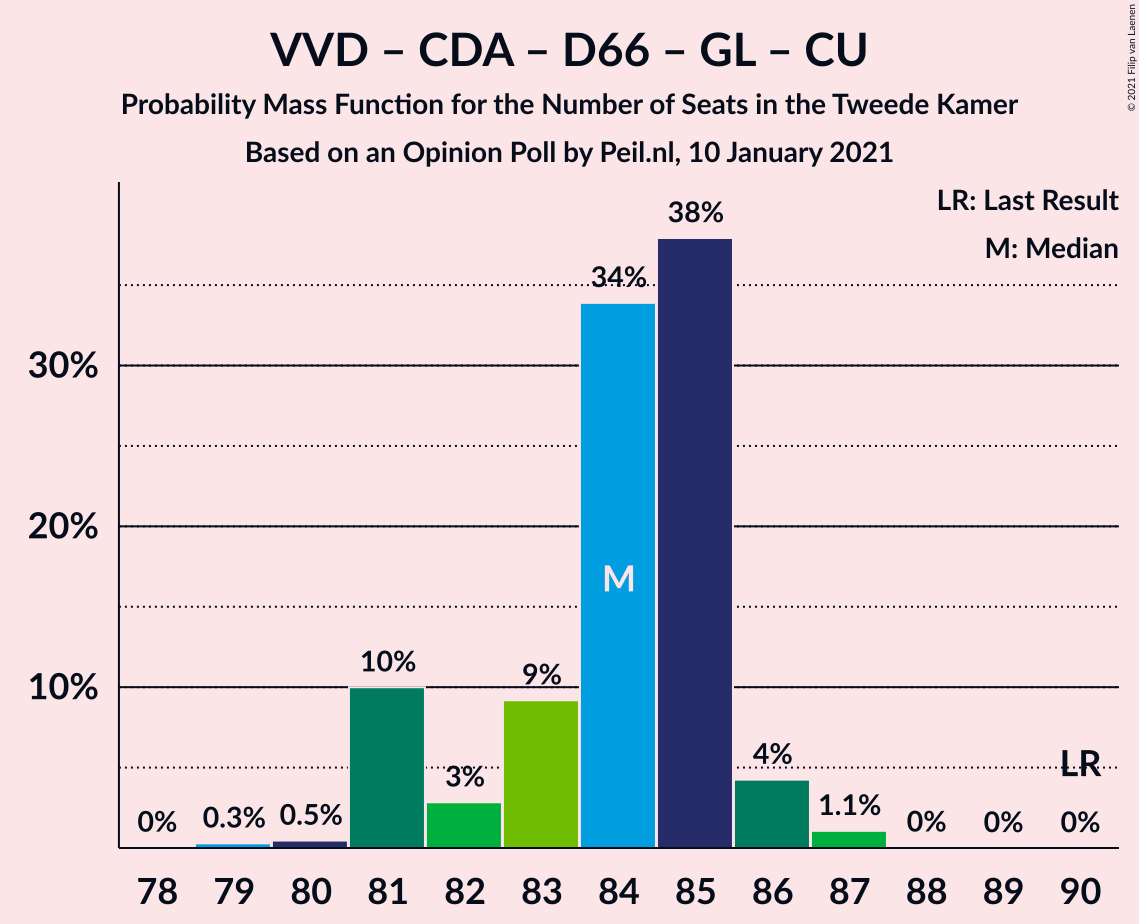 VVD – CDA – D66 – GL – CU
Probability Mass Function for the Number of Seats in the Tweede Kamer
Based on an Opinion Poll by Peil.nl, 10 January 2021
© 2021 Filip van Laenen
LR: Last Result
M: Median
30%
20%
10%
0%
0.3%
0.5%
10%
3%
9%
34%
38%
4%
1.1%
0%
0%
0%
M
LR
78 79 80 81 82 83 84 85 86 87 88 89 90